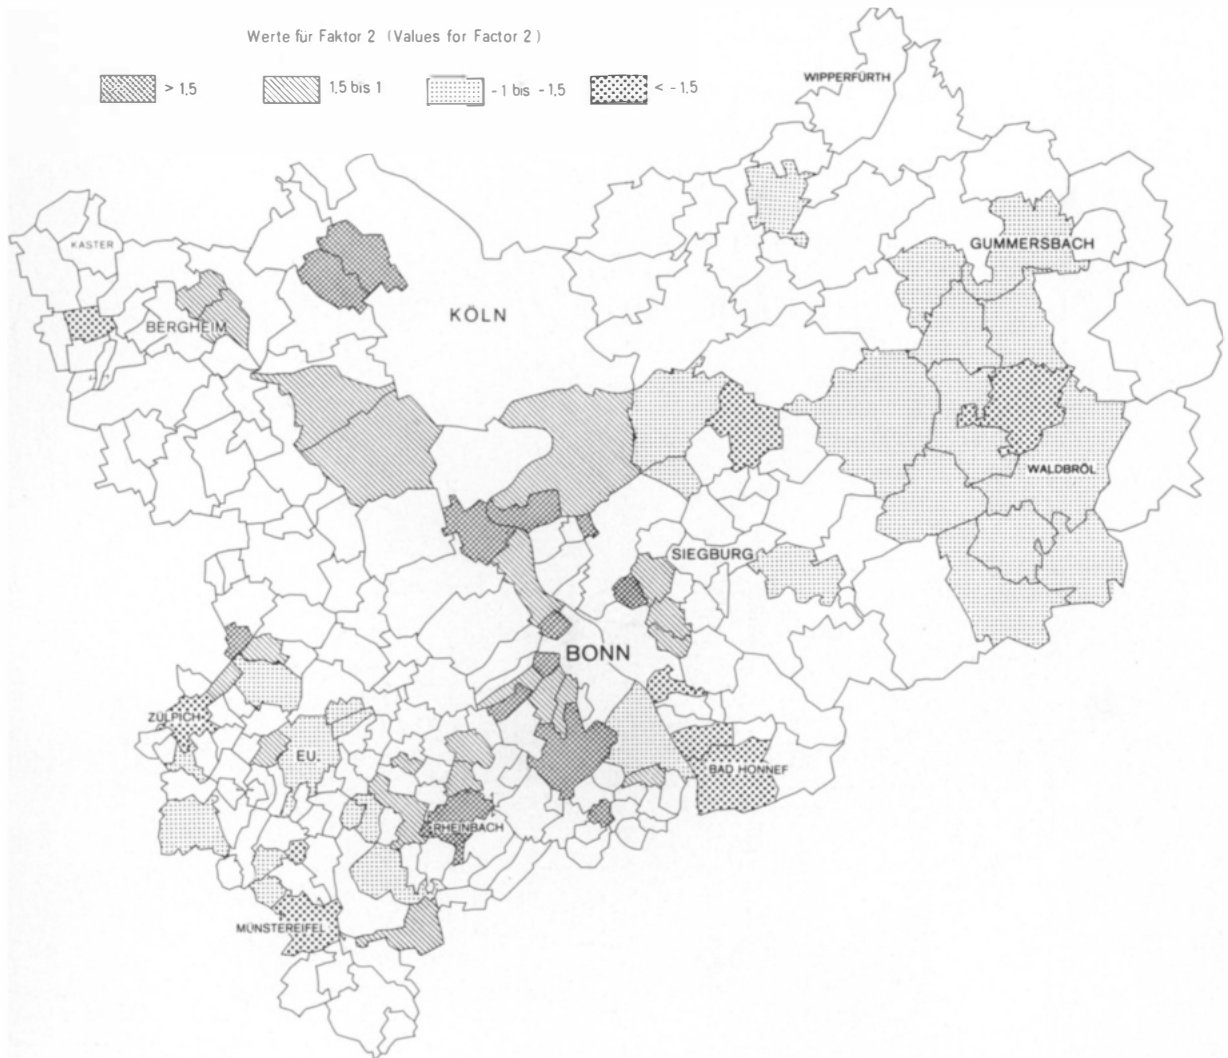 Werte für Faktor 2 (Values for Factor 2)
> 1.5
1.5 bis 1
- 1 bis - 1.5
< - 1.5
WIPPERFÜRTH
KASTER
GUMMERSBACH
KÖLN
BERGHEIM
WALDBRÖL
SIEGBURG
BONN
ZÜLPICH
EU.
BAD HONNEF
RHEINBACH
MÜNSTEREIFEL